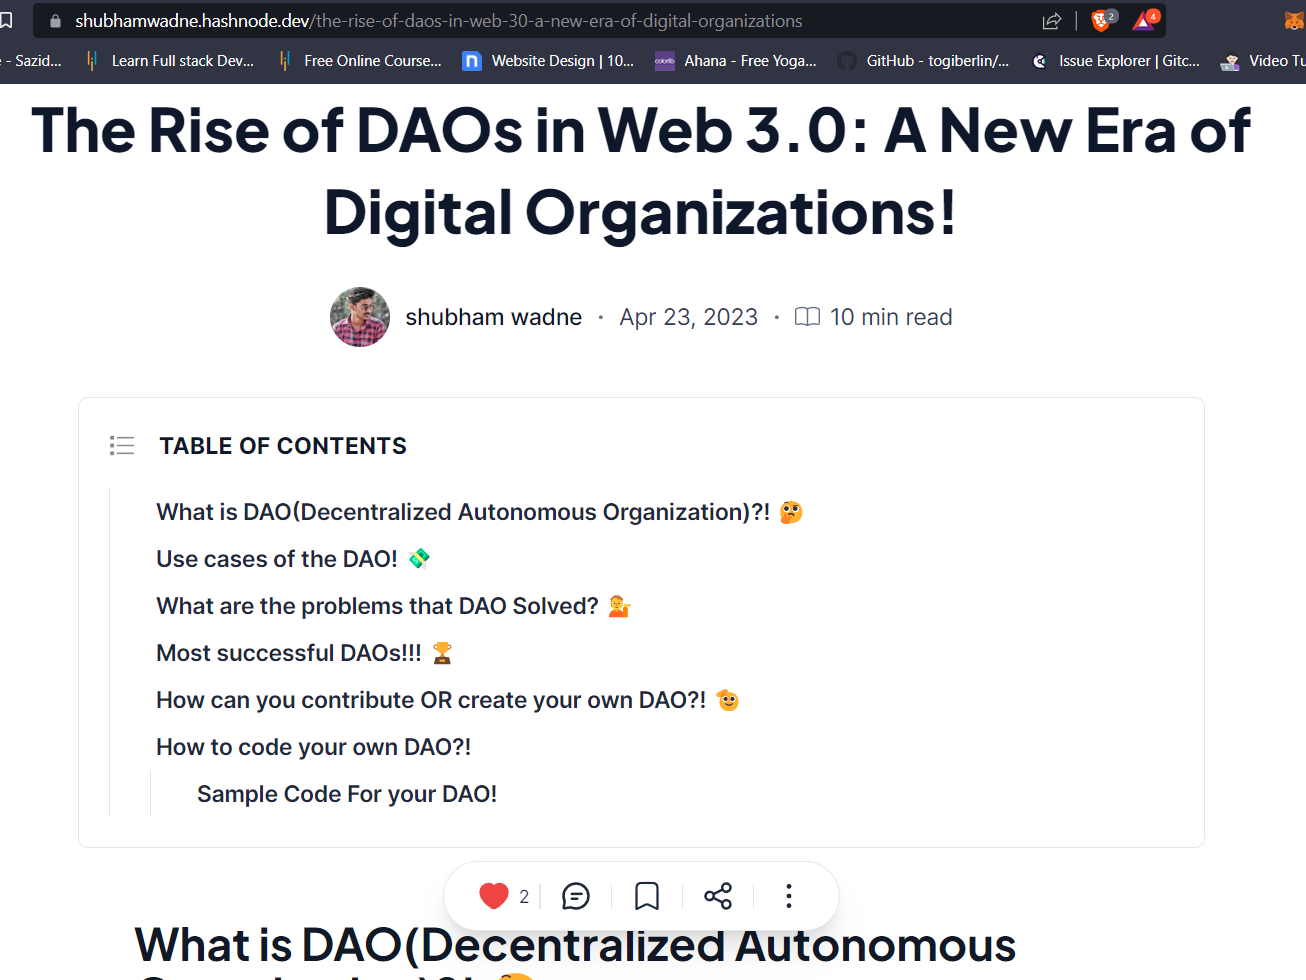 shubhamwadne.hashnode.dev/the-rise-of-daos-in-web-30-a-new-era-of-digital-organizations
2
4
- Sazid...
Learn Full stack Dev...
Free Online Course...
Website Design | 10...
Ahana - Free Yoga...
GitHub - togiberlin/...
Issue Explorer | Gitc...
Video Tu
The Rise of DAOs in Web 3.0: A New Era of
Digital Organizations!
shubham wadne · Apr 23, 2023 · 10 min read
TABLE OF CONTENTS
What is DAO(Decentralized Autonomous Organization)?! 🤔
Use cases of the DAO! 💸
What are the problems that DAO Solved? 💁
Most successful DAOs!!! 🏆
How can you contribute OR create your own DAO?! 🫡
How to code your own DAO?!
Sample Code For your DAO!
2
What is DAO(Decentralized Autonomous